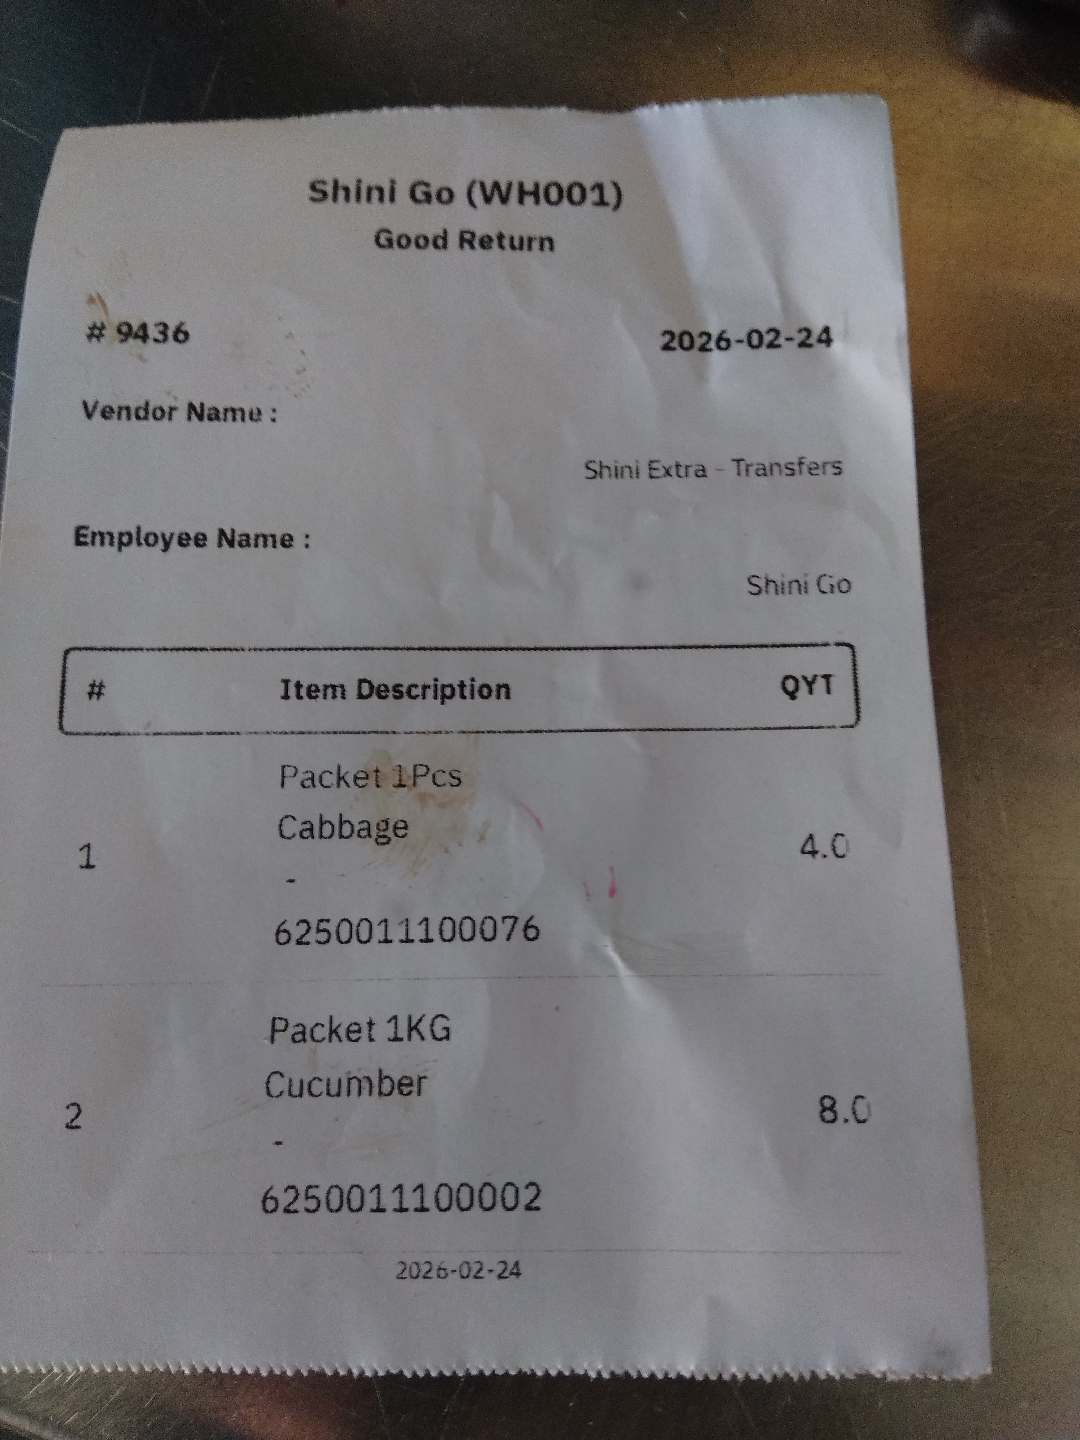 Shini Go (WH001)
Good Return
# 9436 2026-02-24
Vendor Name :
Shini Extra - Transfers
Employee Name :
Shini Go
# Item Description QYT
Packet 1Pcs
Cabbage
1 4.0
-
6250011100076
Packet 1KG
Cucumber
2 8.0
-
6250011100002
2026-02-24